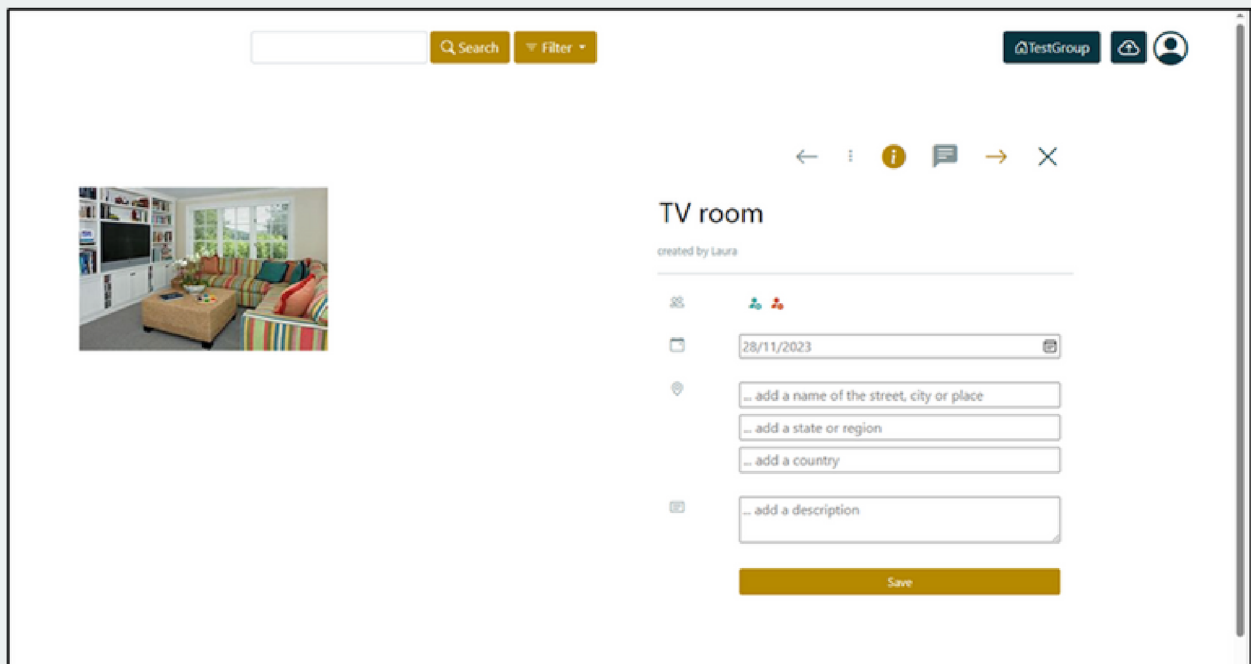 Search
Filter
TestGroup
i
TV room
created by Laura
28/11/2023
... add a name of the street, city or place
... add a state or region
... add a country
... add a description
Save